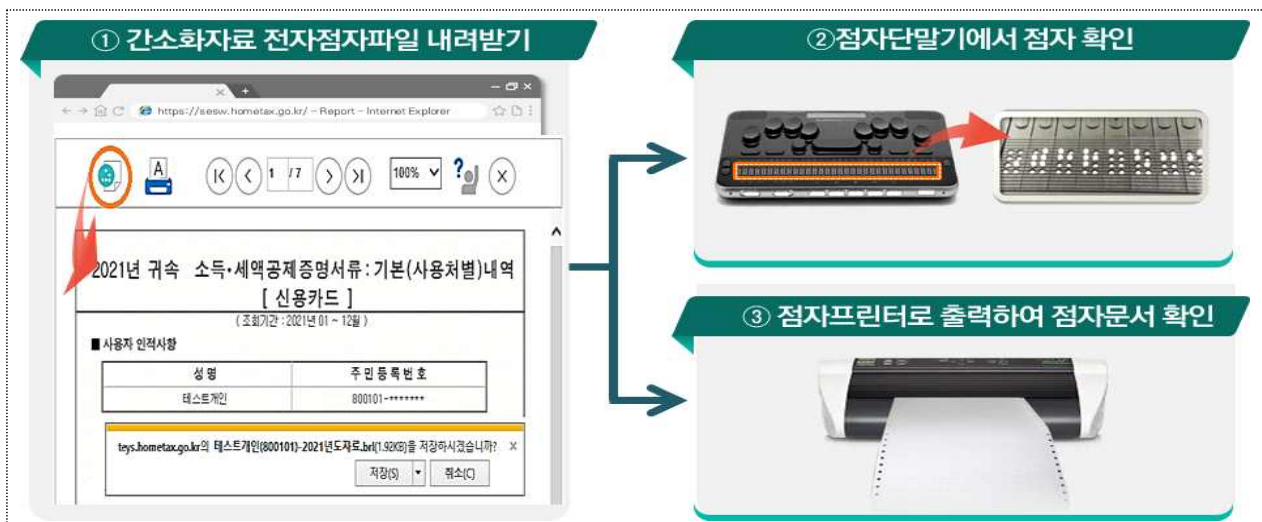 ① 간소화자료 전자점자파일 내려받기
https://sesw.hometax.go.kr/ - Report - Internet Explorer
A
1 / 7
100%
?
2021년 귀속 소득·세액공제증명서류:기본(사용처별)내역
[ 신용카드 ]
(조회기간:2021년 01 ~ 12월)
■ 사용자 인적사항
성 명 주 민 등 록 번 호
테스트개인 800101-*******
teys.hometax.go.kr의 테스트개인(800101)-2021년도자료.brl(1.92KB)을 저장하시겠습니까? x
저장(S) 취소(C)
②점자단말기에서 점자 확인
③ 점자프린터로 출력하여 점자문서 확인